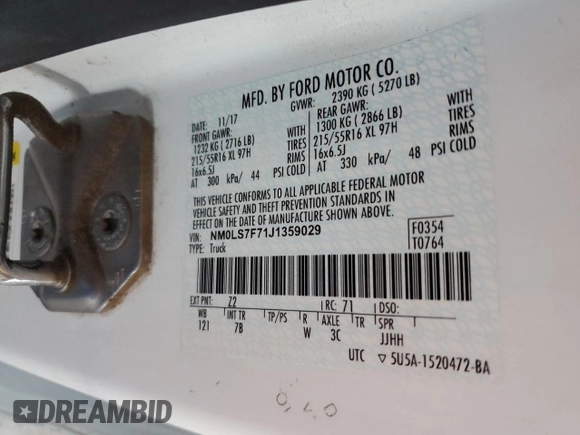 MFD. BY FORD MOTOR CO.
DATE: 11/17
GVWR: 2390 KG ( 5270 LB)
FRONT GAWR:
1232 KG ( 2716 LB)
WITH
215/55R16 XL 97H
TIRES
16x6.5J
RIMS
AT 300 kPa/ 44 PSI COLD
REAR GAWR:
1300 KG ( 2866 LB)
WITH
215/55R16 XL 97H
TIRES
16x6.5J
RIMS
AT 330 kPa/ 48 PSI COLD
THIS VEHICLE CONFORMS TO ALL APPLICABLE FEDERAL MOTOR
VEHICLE SAFETY AND THEFT PREVENTION STANDARDS IN EFFECT
ON THE DATE OF MANUFACTURE SHOWN ABOVE.
VIN: NM0LS7F71J1359029
TYPE: Truck
F0354
T0764
EXT PNT: Z2 RC: 71 DSO:
WB INT TR TP/PS R AXLE TR SPR
121 7B W 3C JJHH
UTC ▽ 5U5A-1520472-BA
DREAMBID